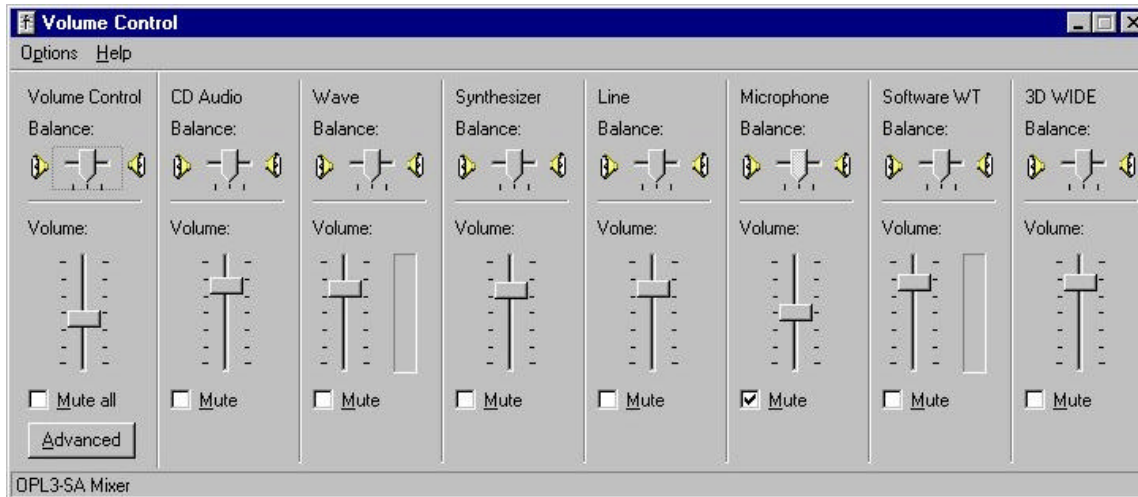 Volume Control
Options Help
Volume Control CD Audio Wave Synthesizer Line Microphone Software WT 3D WIDE
Balance: Balance: Balance: Balance: Balance: Balance: Balance: Balance:
Volume: Volume: Volume: Volume: Volume: Volume: Volume: Volume:
Mute all Mute Mute Mute Mute Mute Mute Mute
Advanced
OPL3-SA Mixer